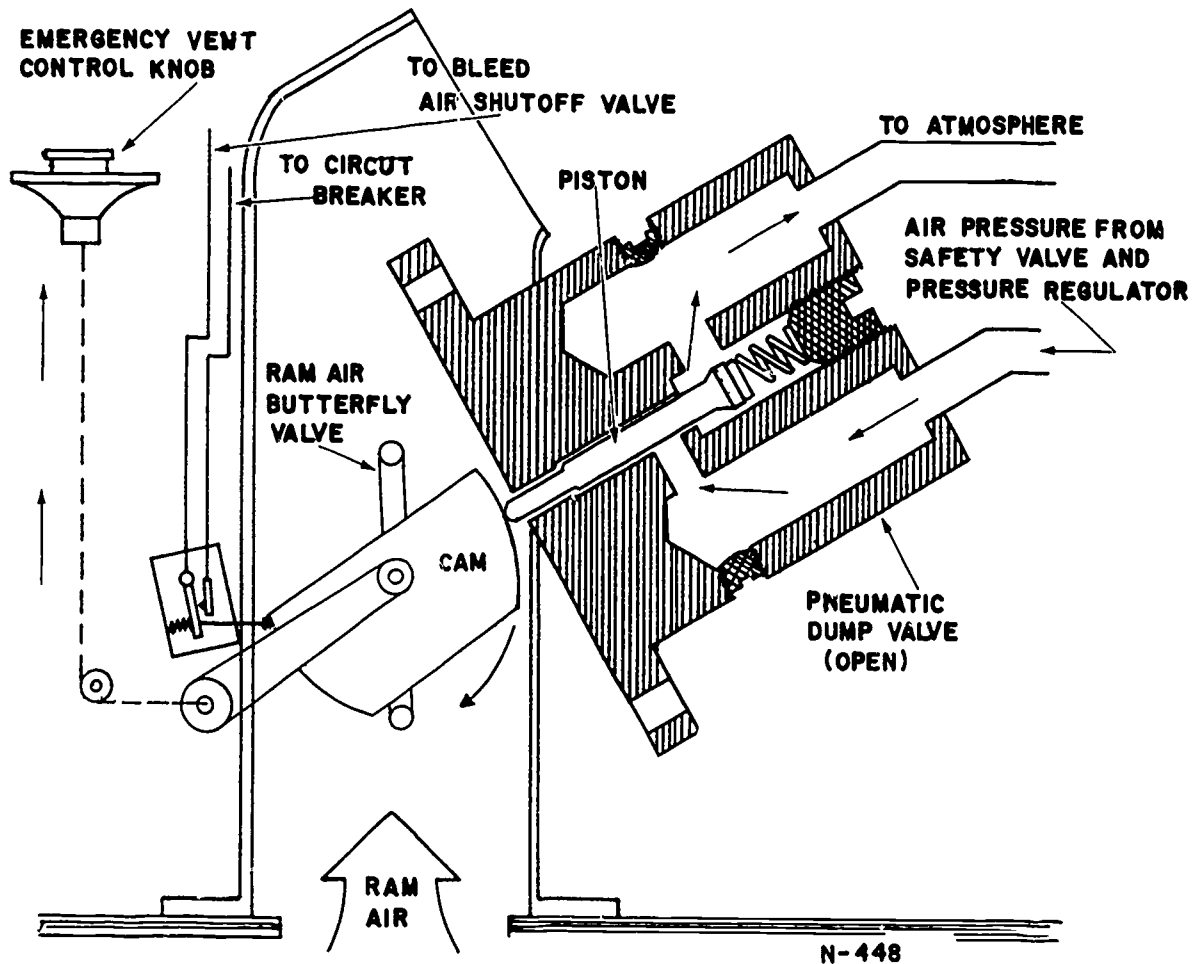 EMERGENCY VENT
CONTROL KNOB
TO BLEED
AIR SHUTOFF VALVE
TO CIRCUT
BREAKER
PISTON
TO ATMOSPHERE
AIR PRESSURE FROM
SAFETY VALVE AND
PRESSURE REGULATOR
RAM AIR
BUTTERFLY
VALVE
CAM
PNEUMATIC
DUMP VALVE
(OPEN)
RAM
AIR
N-448